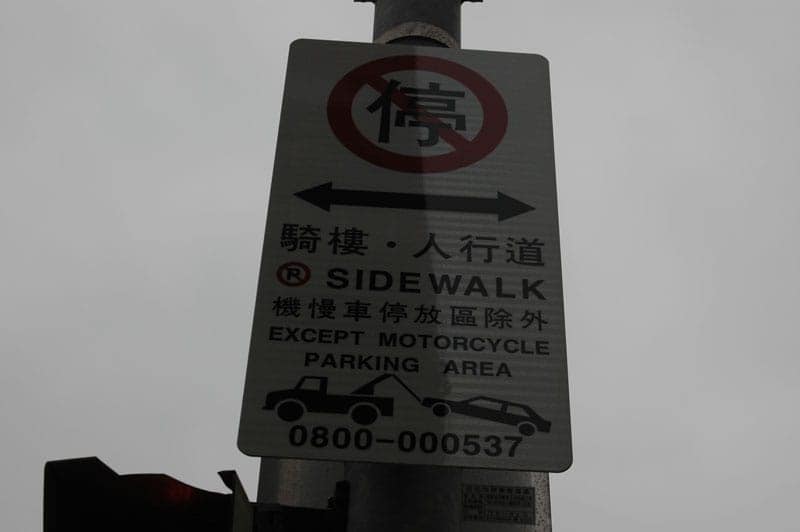 停
騎樓・人行道
R SIDEWALK
機慢車停放區除外
EXCEPT MOTORCYCLE
PARKING AREA
0800-000537